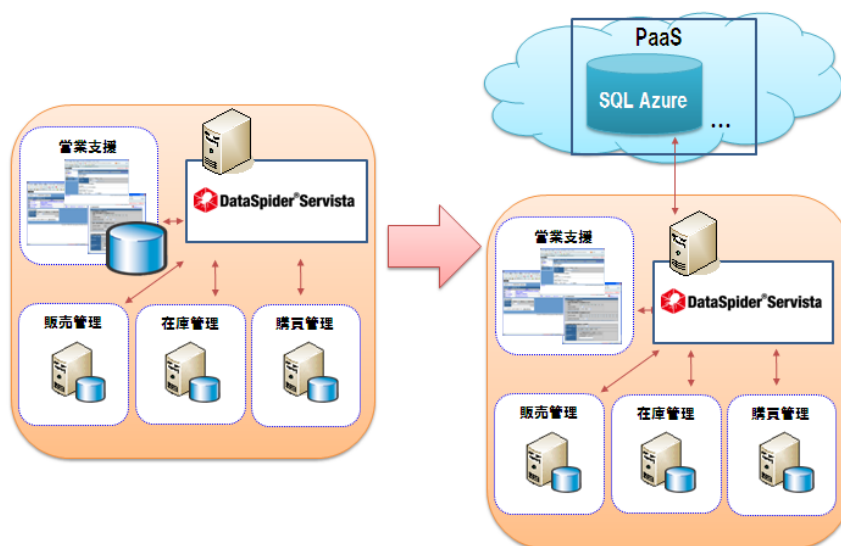 営業支援
DataSpider®Servista
販売管理
在庫管理
購買管理
PaaS
SQL Azure
...
営業支援
DataSpider®Servista
販売管理
在庫管理
購買管理